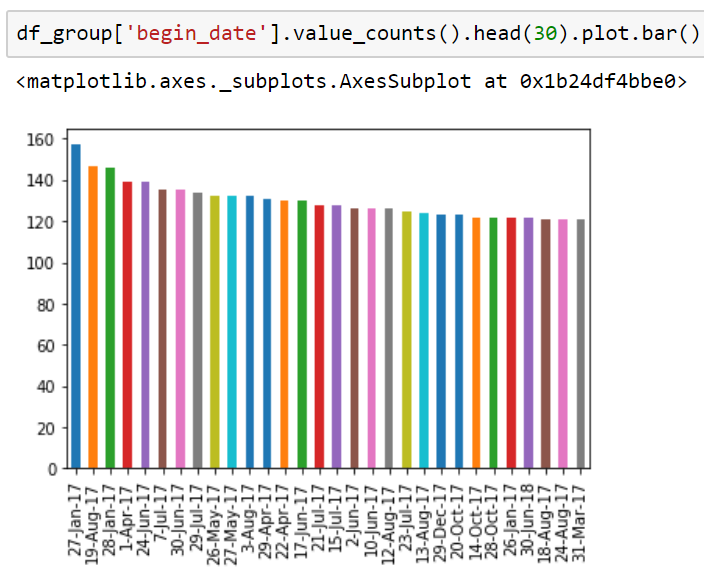 df_group['begin_date'].value_counts().head(30).plot.bar()
<matplotlib.axes._subplots.AxesSubplot at 0x1b24df4bbe0>
160
140
120
100
80
60
40
20
0
27-Jan-17
19-Aug-17
28-Jan-17
1-Apr-17
24-Jun-17
7-Jul-17
30-Jun-17
29-Jul-17
26-May-17
27-May-17
3-Aug-17
29-Apr-17
22-Apr-17
17-Jun-17
21-Jul-17
15-Jul-17
2-Jun-17
10-Jun-17
12-Aug-17
23-Jul-17
13-Aug-17
29-Dec-17
20-Oct-17
14-Oct-17
28-Oct-17
26-Jan-17
30-Jun-18
18-Aug-17
24-Aug-17
31-Mar-17